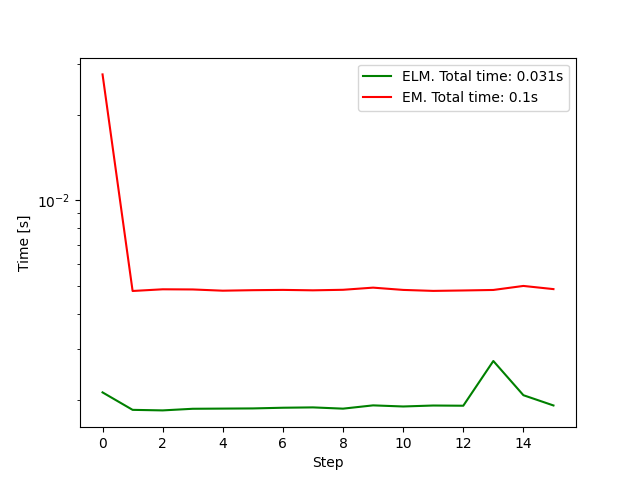 ELM. Total time: 0.031s
EM. Total time: 0.1s
10⁻²
Time [s]
0 2 4 6 8 10 12 14
Step